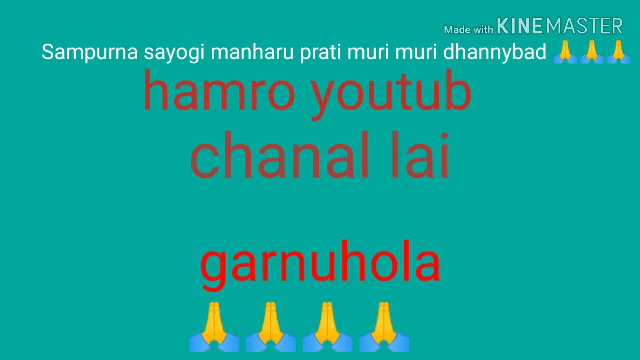 Made with KINEMASTER
Sampurna sayogi manharu prati muri muri dhannybad 🙏🙏🙏
hamro youtub
chanal lai
garnuhola
🙏🙏🙏🙏